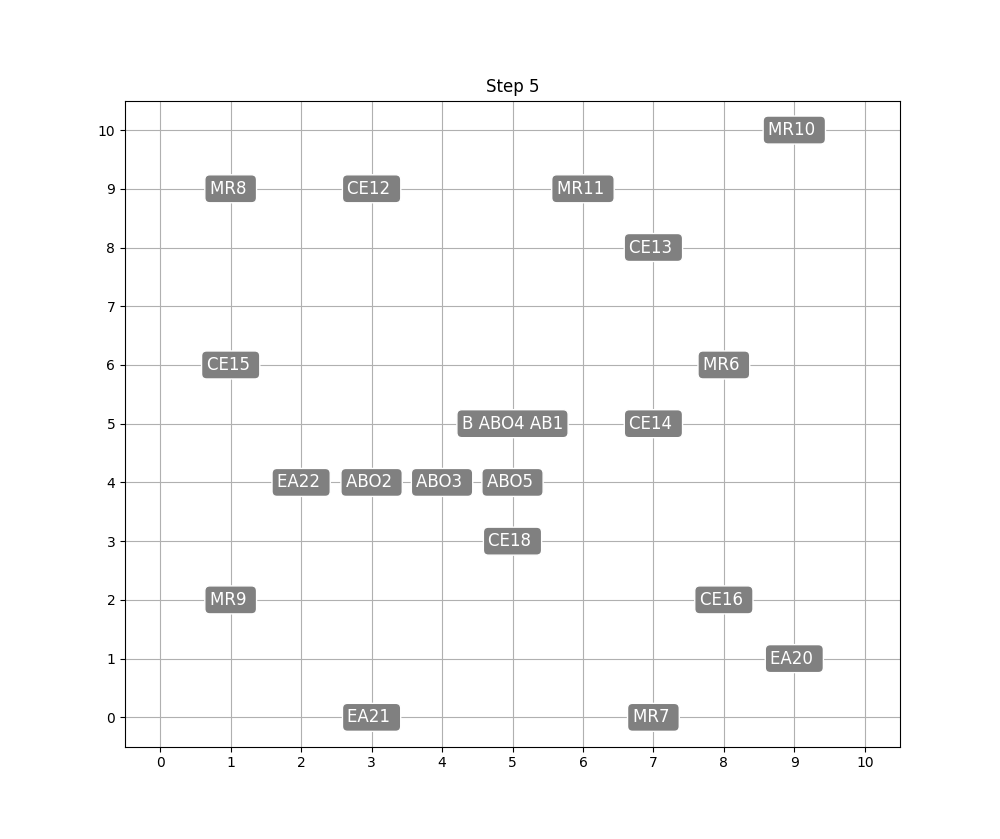 Step 5
10 MR10
9 MR8 CE12 MR11
8 CE13
7
6 CE15 MR6
5 B ABO4 AB1 CE14
4 EA22 ABO2 ABO3 ABO5
3 CE18
2 MR9 CE16
1 EA20
0 EA21 MR7
0 1 2 3 4 5 6 7 8 9 10